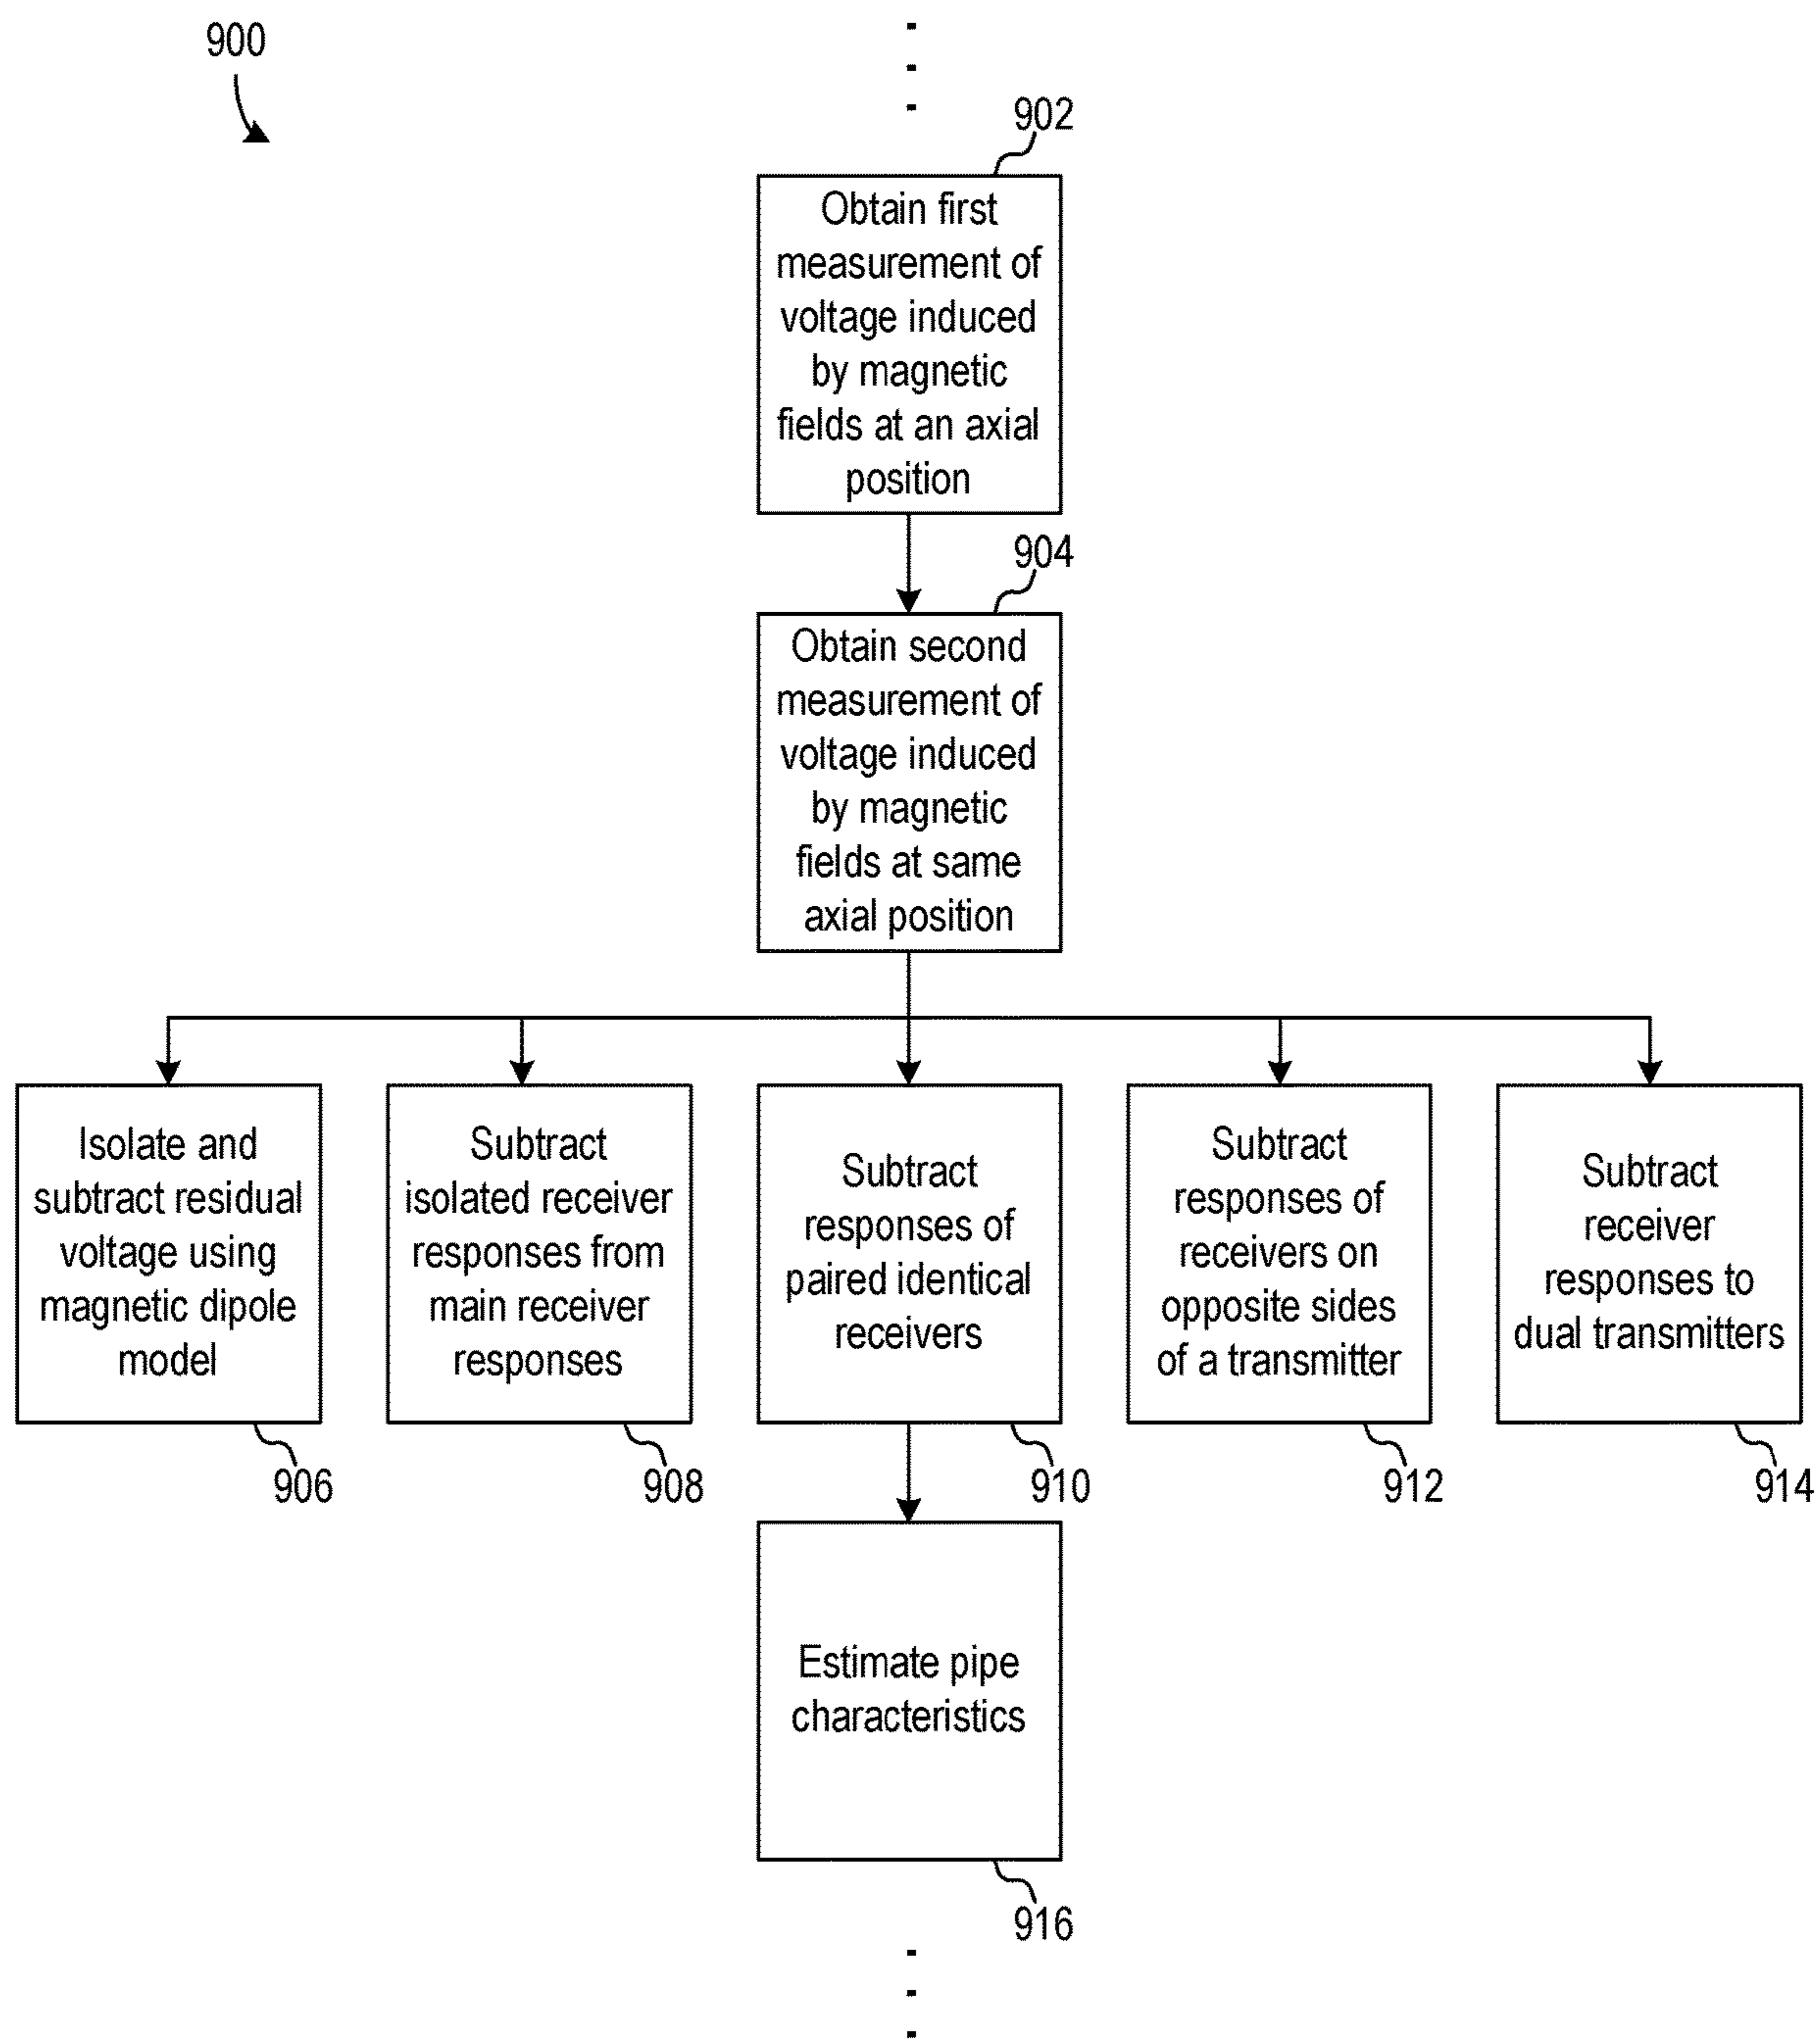 900
902
Obtain first
measurement of
voltage induced
by magnetic
fields at an axial
position
904
Obtain second
measurement of
voltage induced
by magnetic
fields at same
axial position
Isolate and
subtract residual
voltage using
magnetic dipole
model
906
Subtract
isolated receiver
responses from
main receiver
responses
908
Subtract
responses of
paired identical
receivers
910
Subtract
responses of
receivers on
opposite sides
of a transmitter
912
Subtract
receiver
responses to
dual transmitters
914
Estimate pipe
characteristics
916